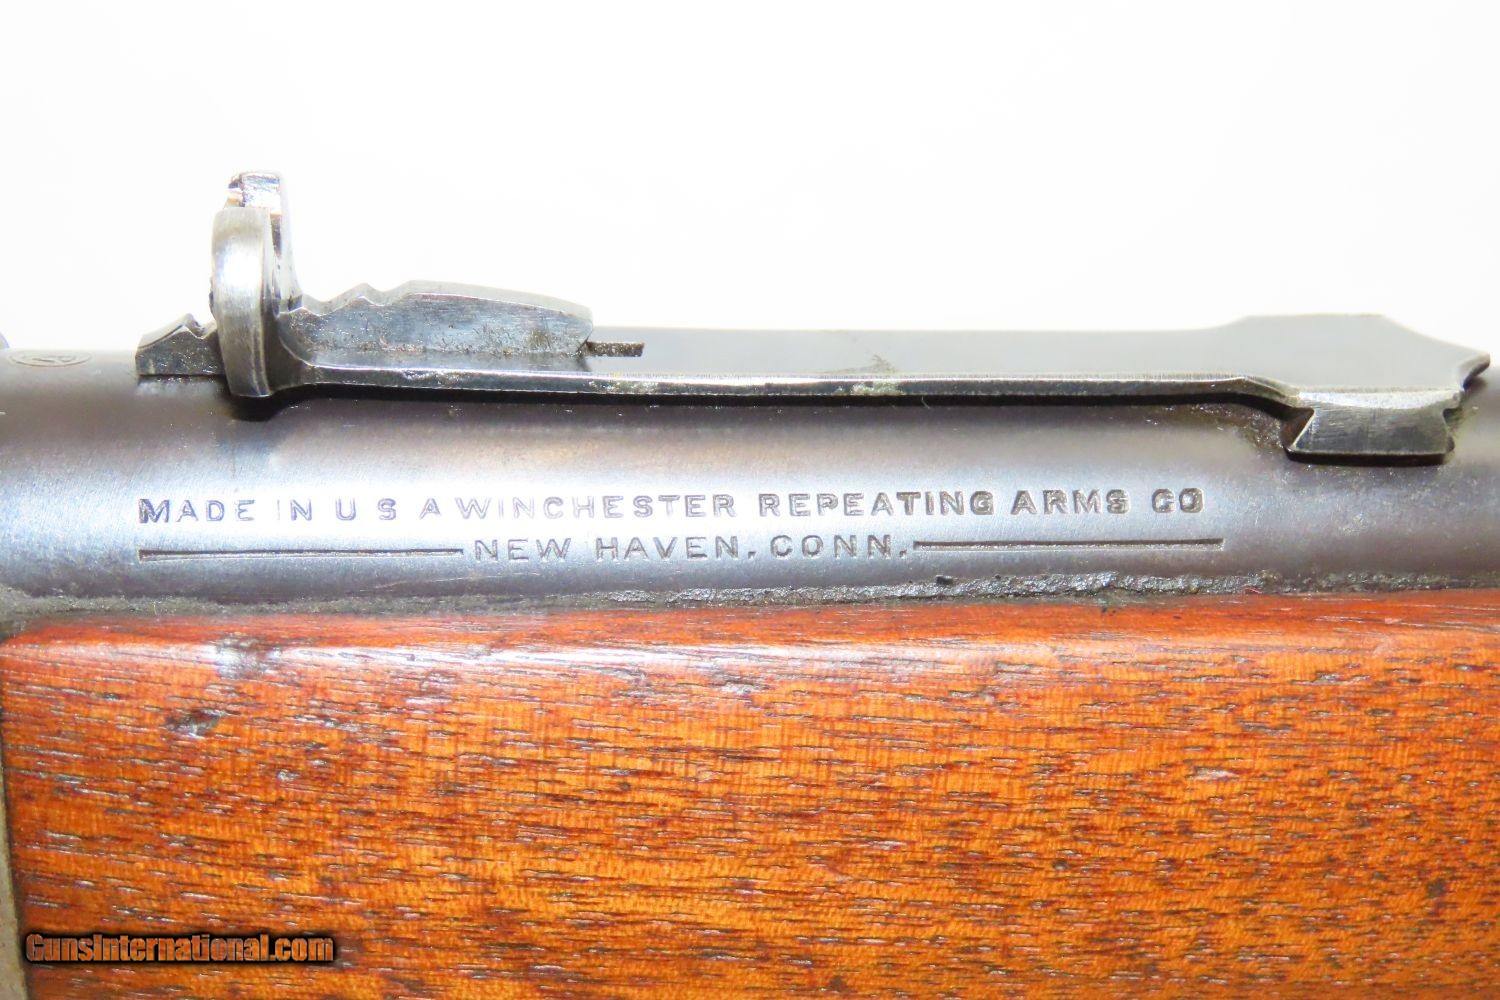 MADE IN U S A WINCHESTER REPEATING ARMS CO
NEW HAVEN, CONN.
GunsInternational.com